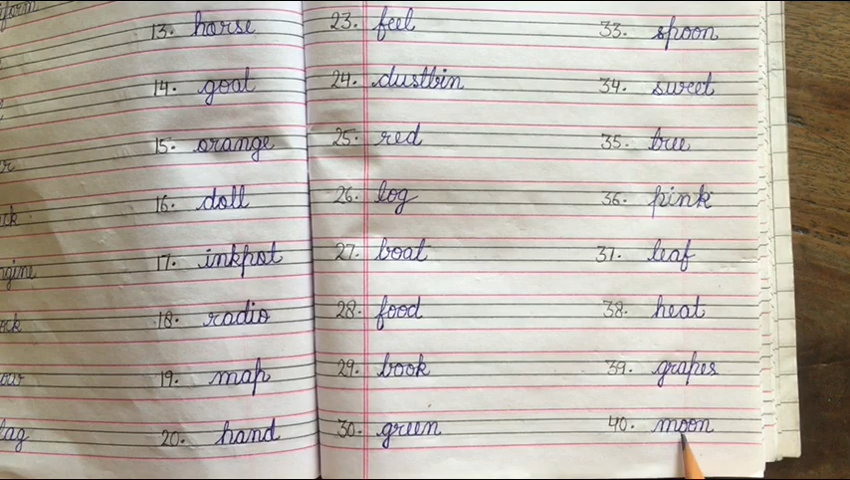 iform
13. horse
14. goat
15. orange
16. doll
17. inkpot
18. radio
19. map
20. hand
23. feel
24. dustbin
25. red
26. log
27. boat
28. food
29. book
30. green
33. spoon
34. sweet
35. tree
36. pink
37. leaf
38. heat
39. grapes
40. moon